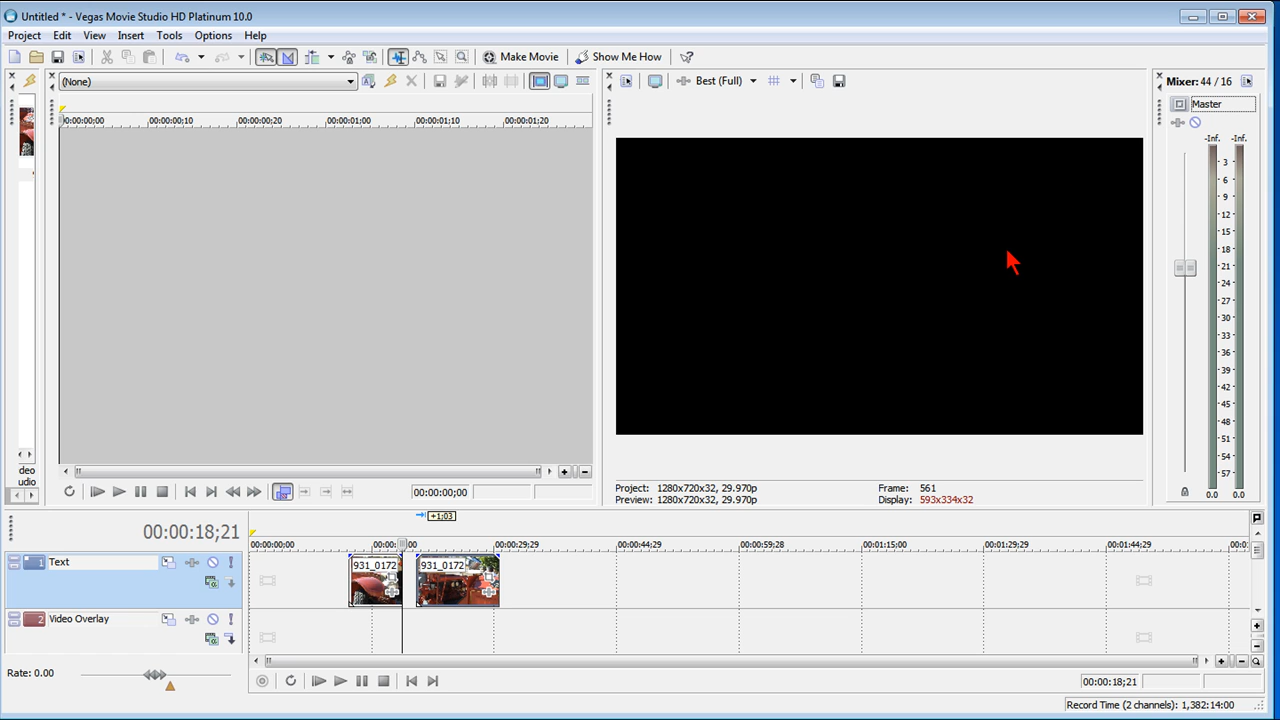 Untitled * - Vegas Movie Studio HD Platinum 10.0
Project Edit View Insert Tools Options Help
Make Movie Show Me How
(None)
Best (Full)
Mixer: 44 / 16
Master
00:00:00:10 00:00:00:20 00:00:01:00 00:00:01:10 00:00:01:20
-Inf. -Inf.
3
6
9
12
15
18
21
24
27
30
33
36
39
42
45
48
51
54
57
0.0 0.0
deo
udio
00:00:00;00
Project: 1280x720x32, 29.970p
Preview: 1280x720x32, 29.970p
Frame: 561
Display: 593x334x32
+1;03
00:00:18;21
00:00:00;00 00:00:29;29 00:00:44;29 00:00:59;28 00:01:15;00 00:01:29;29 00:01:44;29
1 Text
931_0172 931_0172
2 Video Overlay
Rate: 0.00
00:00:18;21
Record Time (2 channels): 1,382:14:00